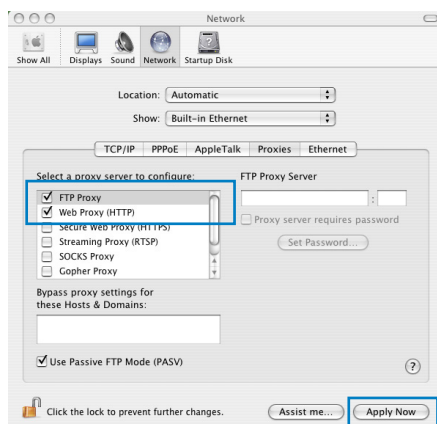 Network
Show All Displays Sound Network Startup Disk
Location: Automatic
Show: Built-in Ethernet
TCP/IP PPPoE AppleTalk Proxies Ethernet
Select a proxy server to configure: FTP Proxy Server
FTP Proxy :
Web Proxy (HTTP) Proxy server requires password
Secure Web Proxy (HTTPS)
Streaming Proxy (RTSP) Set Password...
SOCKS Proxy
Gopher Proxy
Bypass proxy settings for
these Hosts & Domains:
Use Passive FTP Mode (PASV) ?
Click the lock to prevent further changes. Assist me... Apply Now